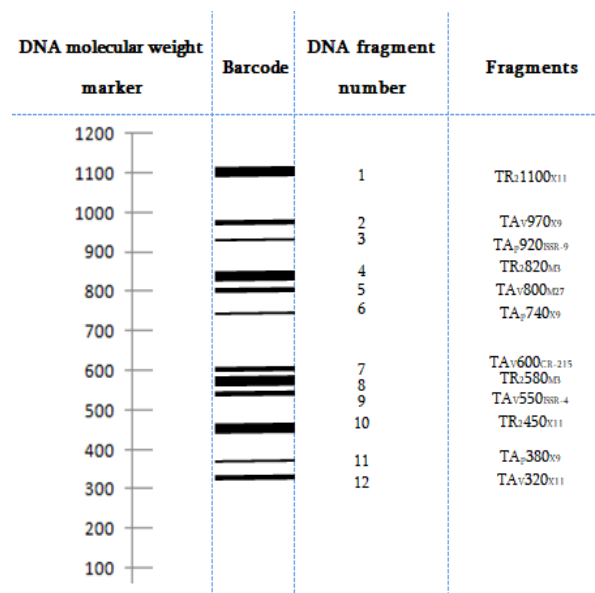 DNA molecular weight marker
Barcode
DNA fragment number
Fragments
1200
1100
1000
900
800
700
600
500
400
300
200
100
1
2
3
4
5
6
7
8
9
10
11
12
TR₂1100X11
TAV970X9
TAp920ISSR-9
TR₂820M3
TAV800M27
TAp740X9
TAV600CR-215
TR₂580M3
TAV550ISSR-4
TR₂450X11
TAp380X9
TAV320X11